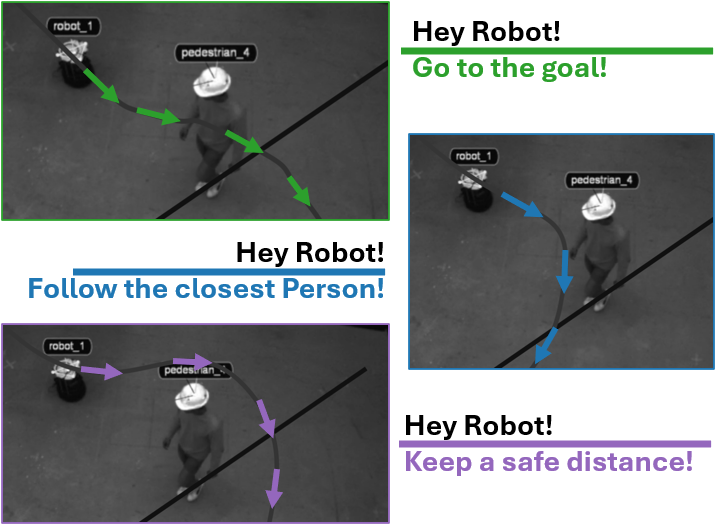 robot_1
pedestrian_4
Hey Robot!
Go to the goal!
robot_1
pedestrian_4
Hey Robot!
Follow the closest Person!
robot_1
pedestrian_
Hey Robot!
Keep a safe distance!